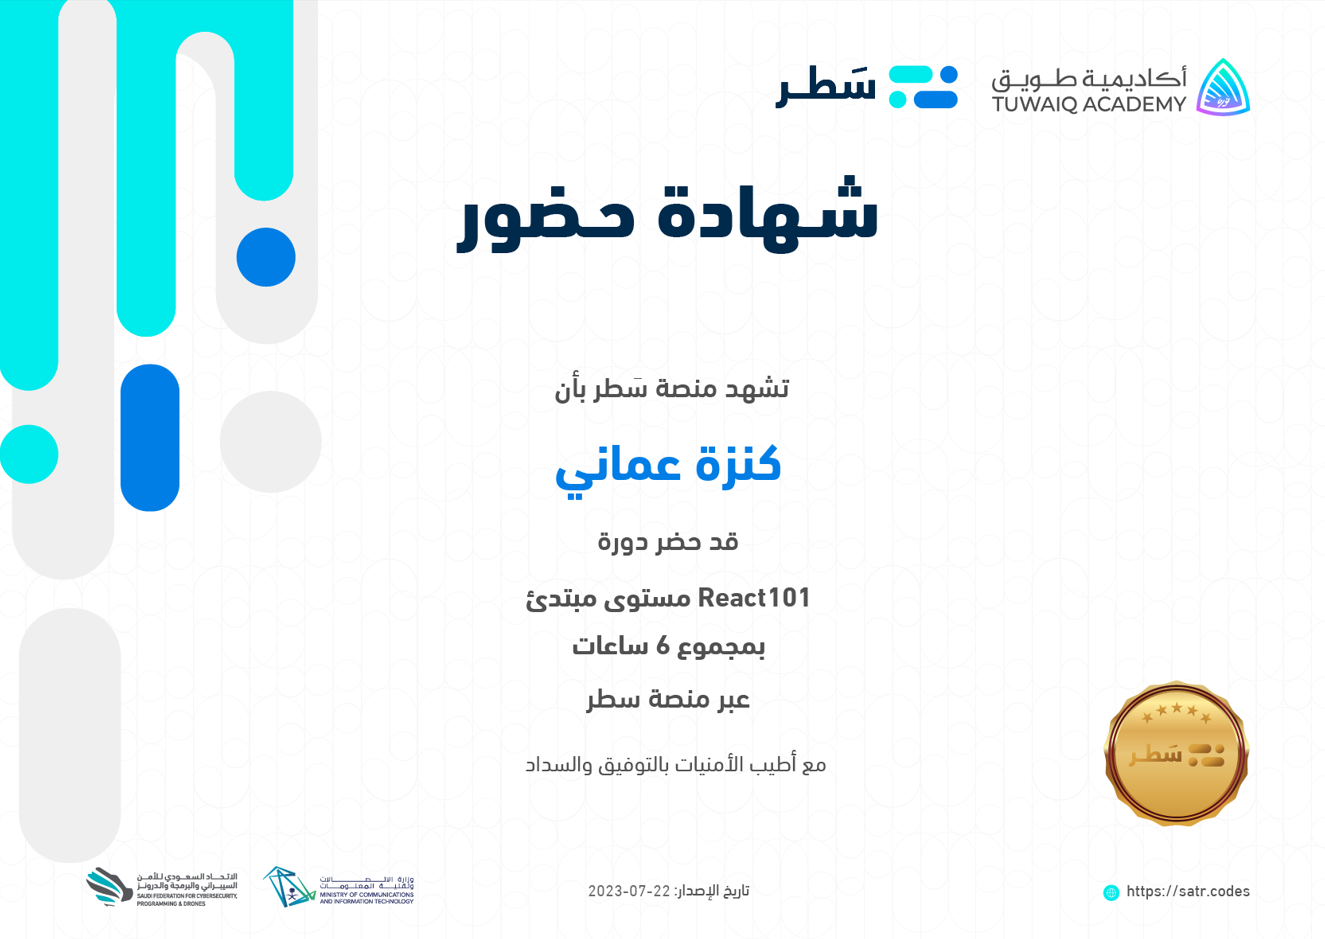 أكاديمية طويق
TUWAIQ ACADEMY
سَطر
شهادة حضور
تشهد منصة سَطر بأن
كنزة عماني
قد حضر دورة
React101 مستوى مبتدئ
بمجموع 6 ساعات
عبر منصة سطر
مع أطيب الأمنيات بالتوفيق والسداد
سَطر
https://satr.codes
تاريخ الإصدار: 2023-07-22
وزارة الاتصالات
وتقنية المعلومات
MINISTRY OF COMMUNICATIONS
AND INFORMATION TECHNOLOGY
الاتحاد السعودي للأمن
السيبراني والبرمجة والدرونز
SAUDI FEDERATION FOR CYBERSECURITY,
PROGRAMMING & DRONES